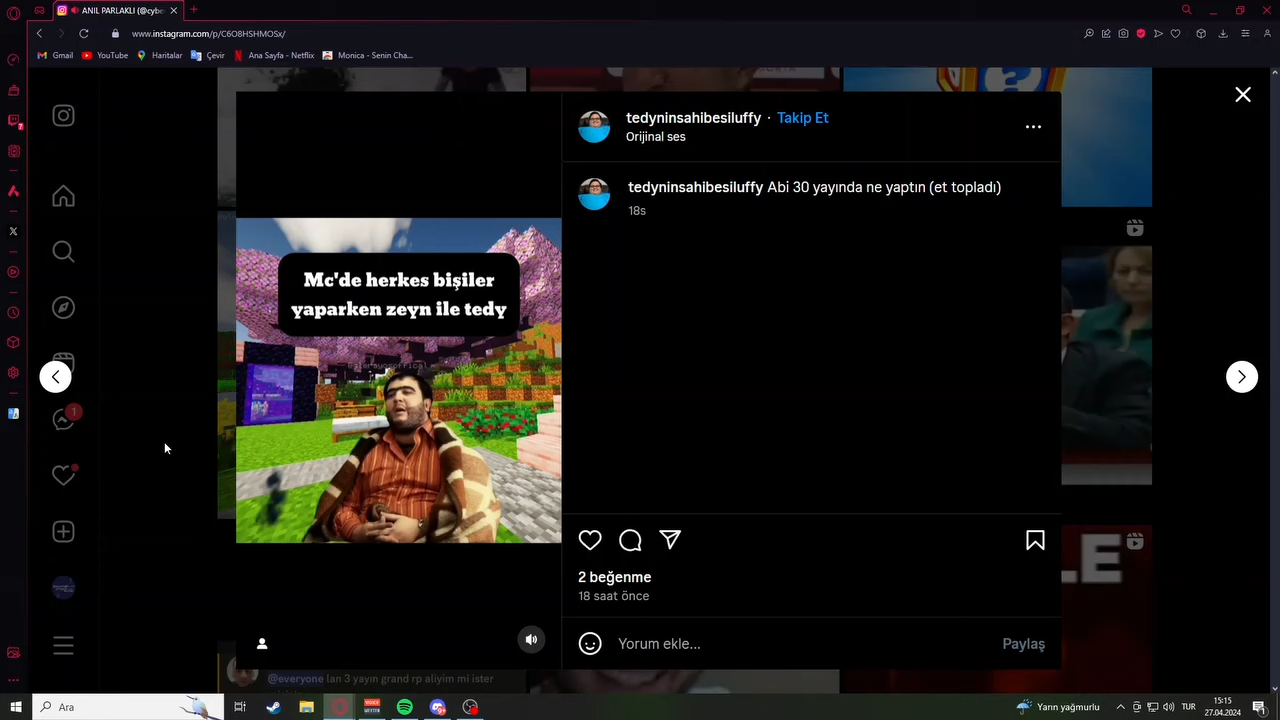 ANIL PARLAKLI (@cybe
www.instagram.com/p/C6O8HSHMOSx/
Gmail
YouTube
Haritalar
Çevir
Ana Sayfa - Netflix
Monica - Senin Cha...
tedyninsahibesiluffy · Takip Et
Orijinal ses
tedyninsahibesiluffy Abi 30 yayında ne yaptın (et topladı)
18s
Mc'de herkes bişiler
yaparken zeyn ile tedy
1
2 beğenme
18 saat önce
Yorum ekle...
Paylaş
@everyone lan 3 yayın grand rp aliyim mi ister
Ara
Yarın yağmurlu
TUR
15:15
27.04.2024